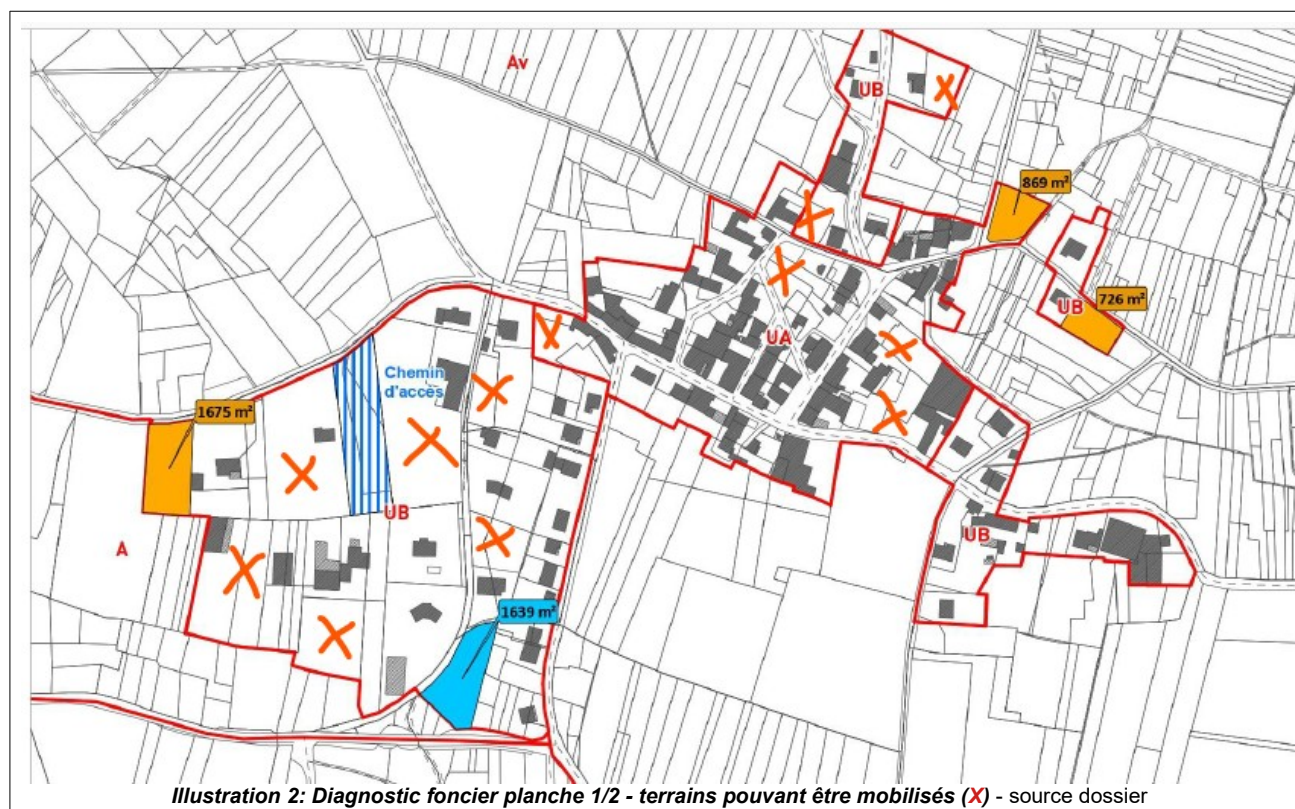 Av
UB
869 m²
726 m²
UB
UA
Chemin
d'accès
1675 m²
UB
A
UB
1639 m²
Illustration 2: Diagnostic foncier planche 1/2 - terrains pouvant être mobilisés (X) - source dossier